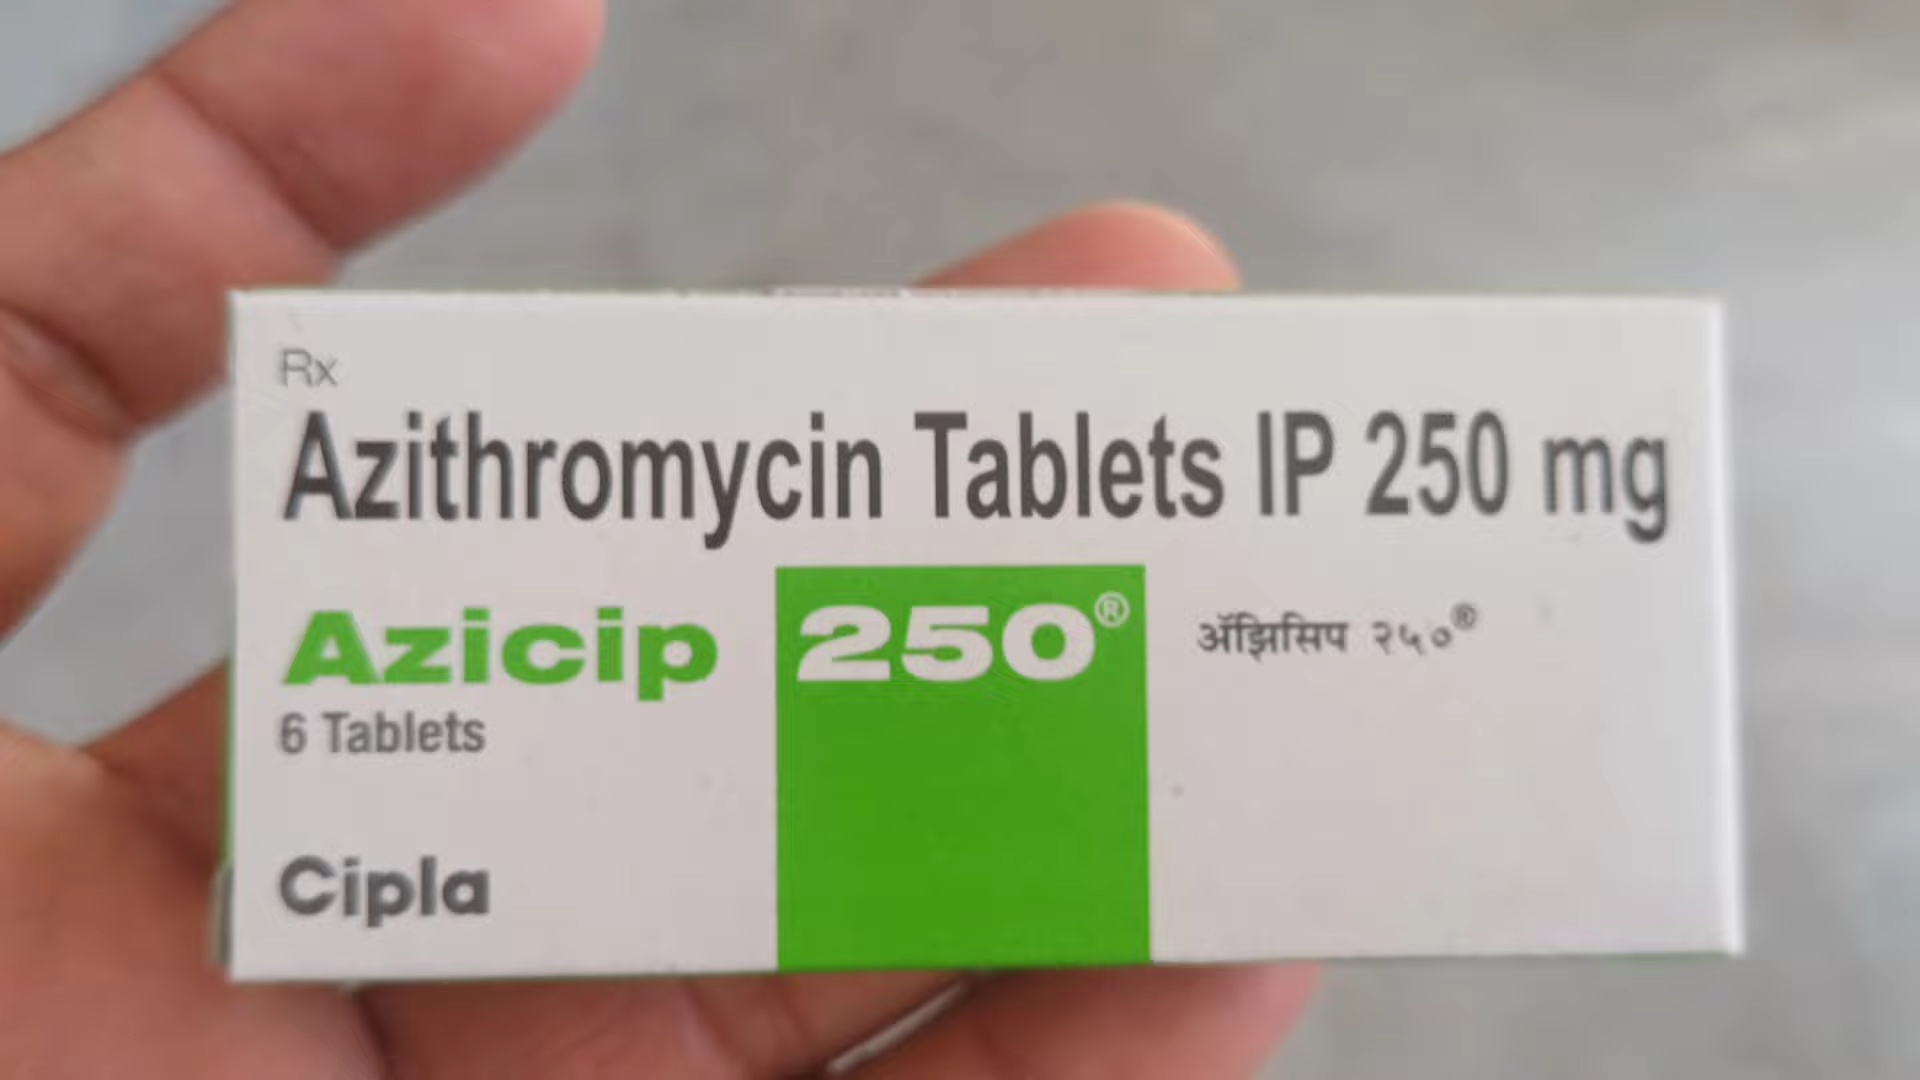 Rx
Azithromycin Tablets IP 250 mg
Azicip 250® ॲझिसिप २५०®
6 Tablets
Cipla